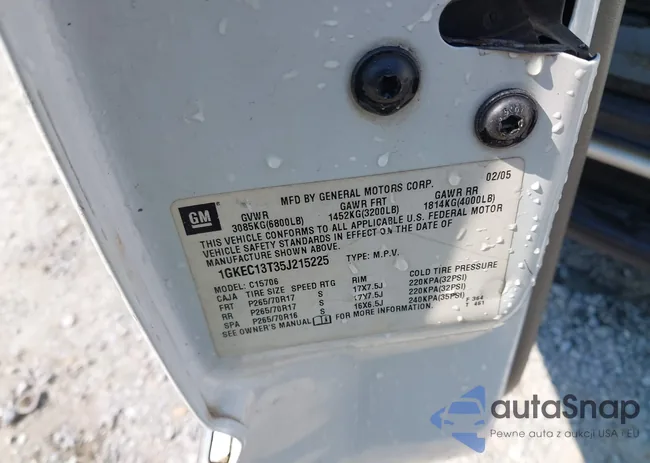 MFD BY GENERAL MOTORS CORP. 02/05
GM
GVWR GAWR FRT GAWR RR
3085KG(6800LB) 1452KG(3200LB) 1814KG(4000LB)
THIS VEHICLE CONFORMS TO ALL APPLICABLE U.S. FEDERAL MOTOR
VEHICLE SAFETY STANDARDS IN EFFECT ON THE DATE OF
MANUFACTURE SHOWN ABOVE.
1GKEC13T35J215225 TYPE: M.P.V.
MODEL: C15706
CAJA TIRE SIZE SPEED RTG RIM COLD TIRE PRESSURE
FRT P265/70R17 S 17X7.5J 220KPA(32PSI)
RR P265/70R17 S 17X7.5J 220KPA(32PSI)
SPA P265/70R16 S 16X6.5J 240KPA(35PSI)
SEE OWNER'S MANUAL FOR MORE INFORMATION.
P 364
T 461
autaSnap
Pewne auta z aukcji USA i EU